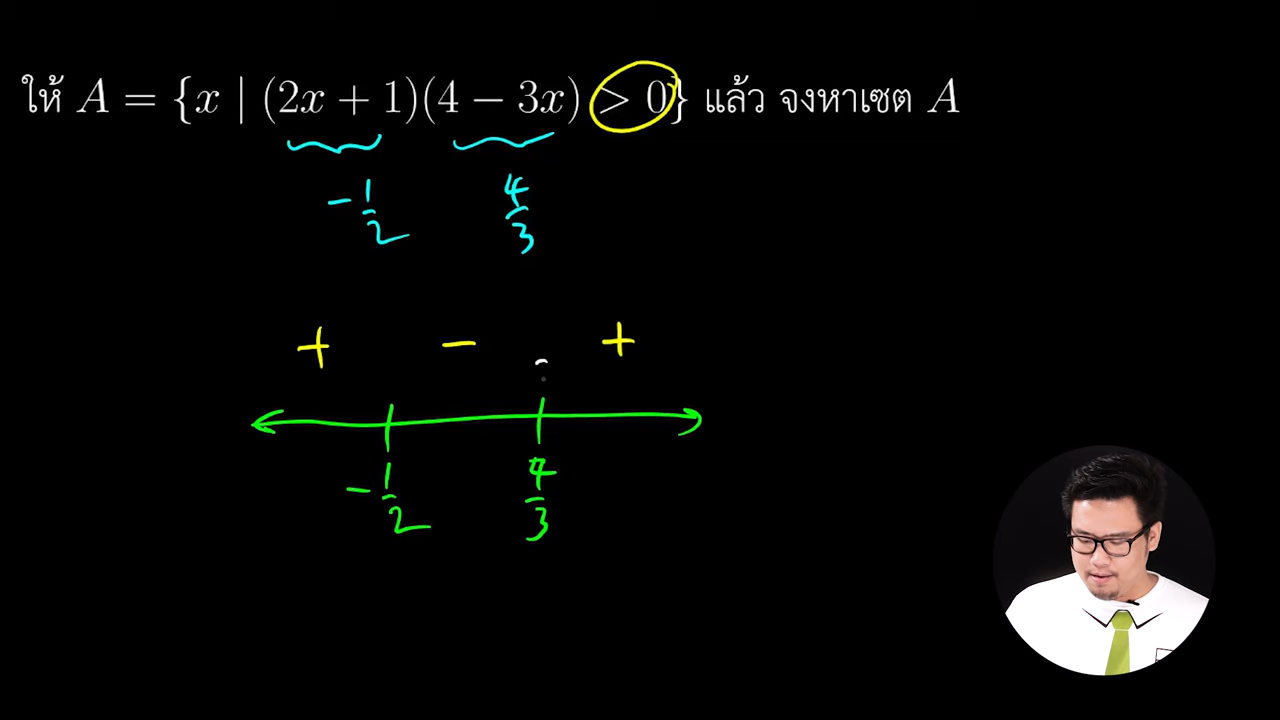 ให้ A = {x | (2x + 1)(4 − 3x) > 0} แล้ว จงหาเซต A
-1/2 4/3
+ - +
-1/2 4/3